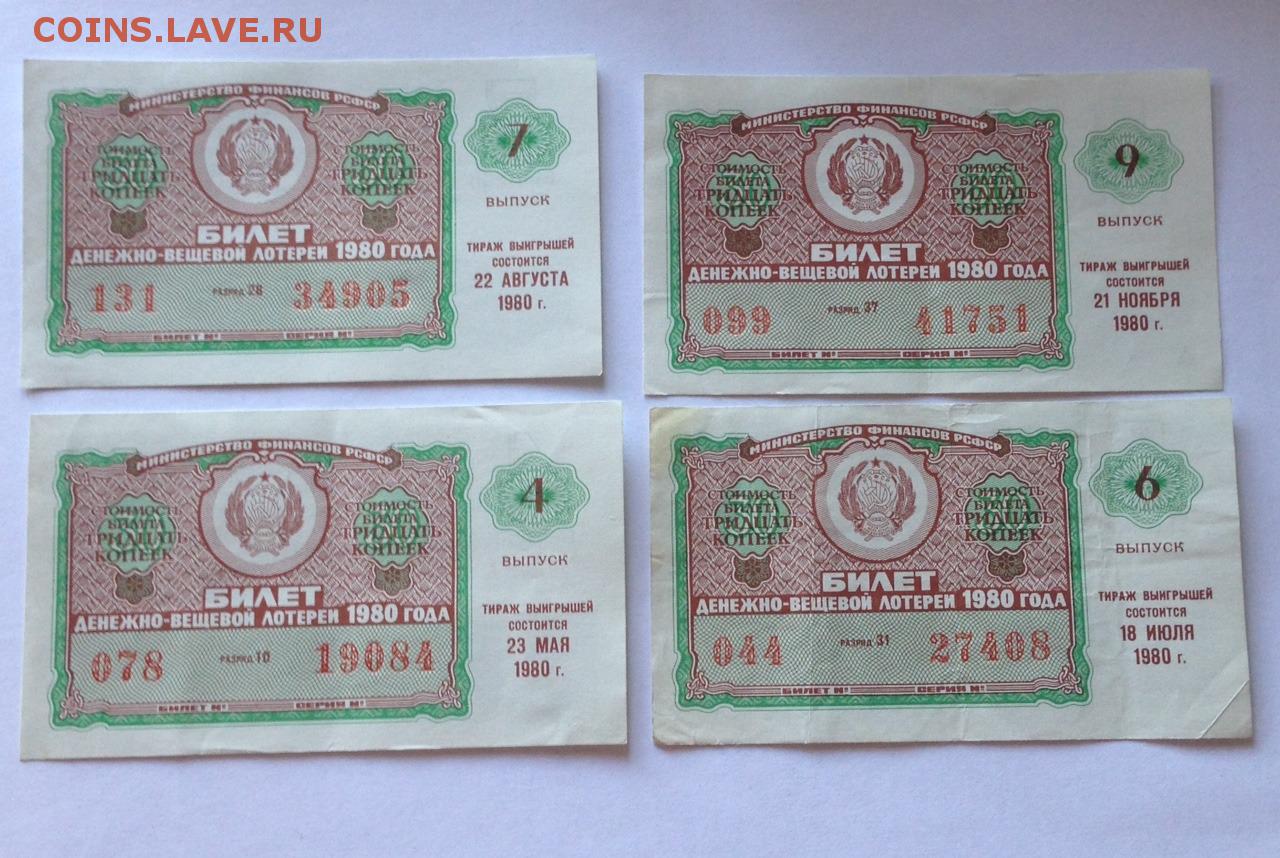 COINS.LAVE.RU
МИНИСТЕРСТВО ФИНАНСОВ РСФСР
СТОИМОСТЬ БИЛЕТА ТРИДЦАТЬ КОПЕЕК
СТОИМОСТЬ БИЛЕТА ТРИДЦАТЬ КОПЕЕК
БИЛЕТ
ДЕНЕЖНО-ВЕЩЕВОЙ ЛОТЕРЕИ 1980 ГОДА
131 РАЗРЯД 28 34905
БИЛЕТ № СЕРИЯ №
7
ВЫПУСК
ТИРАЖ ВЫИГРЫШЕЙ
СОСТОИТСЯ
22 АВГУСТА
1980 г.
МИНИСТЕРСТВО ФИНАНСОВ РСФСР
СТОИМОСТЬ БИЛЕТА ТРИДЦАТЬ КОПЕЕК
СТОИМОСТЬ БИЛЕТА ТРИДЦАТЬ КОПЕЕК
БИЛЕТ
ДЕНЕЖНО-ВЕЩЕВОЙ ЛОТЕРЕИ 1980 ГОДА
099 РАЗРЯД 37 41751
БИЛЕТ № СЕРИЯ №
9
ВЫПУСК
ТИРАЖ ВЫИГРЫШЕЙ
СОСТОИТСЯ
21 НОЯБРЯ
1980 г.
МИНИСТЕРСТВО ФИНАНСОВ РСФСР
СТОИМОСТЬ БИЛЕТА ТРИДЦАТЬ КОПЕЕК
СТОИМОСТЬ БИЛЕТА ТРИДЦАТЬ КОПЕЕК
БИЛЕТ
ДЕНЕЖНО-ВЕЩЕВОЙ ЛОТЕРЕИ 1980 ГОДА
078 РАЗРЯД 10 19084
БИЛЕТ № СЕРИЯ №
4
ВЫПУСК
ТИРАЖ ВЫИГРЫШЕЙ
СОСТОИТСЯ
23 МАЯ
1980 г.
МИНИСТЕРСТВО ФИНАНСОВ РСФСР
СТОИМОСТЬ БИЛЕТА ТРИДЦАТЬ КОПЕЕК
СТОИМОСТЬ БИЛЕТА ТРИДЦАТЬ КОПЕЕК
БИЛЕТ
ДЕНЕЖНО-ВЕЩЕВОЙ ЛОТЕРЕИ 1980 ГОДА
044 РАЗРЯД 31 27408
БИЛЕТ № СЕРИЯ №
6
ВЫПУСК
ТИРАЖ ВЫИГРЫШЕЙ
СОСТОИТСЯ
18 ИЮЛЯ
1980 г.